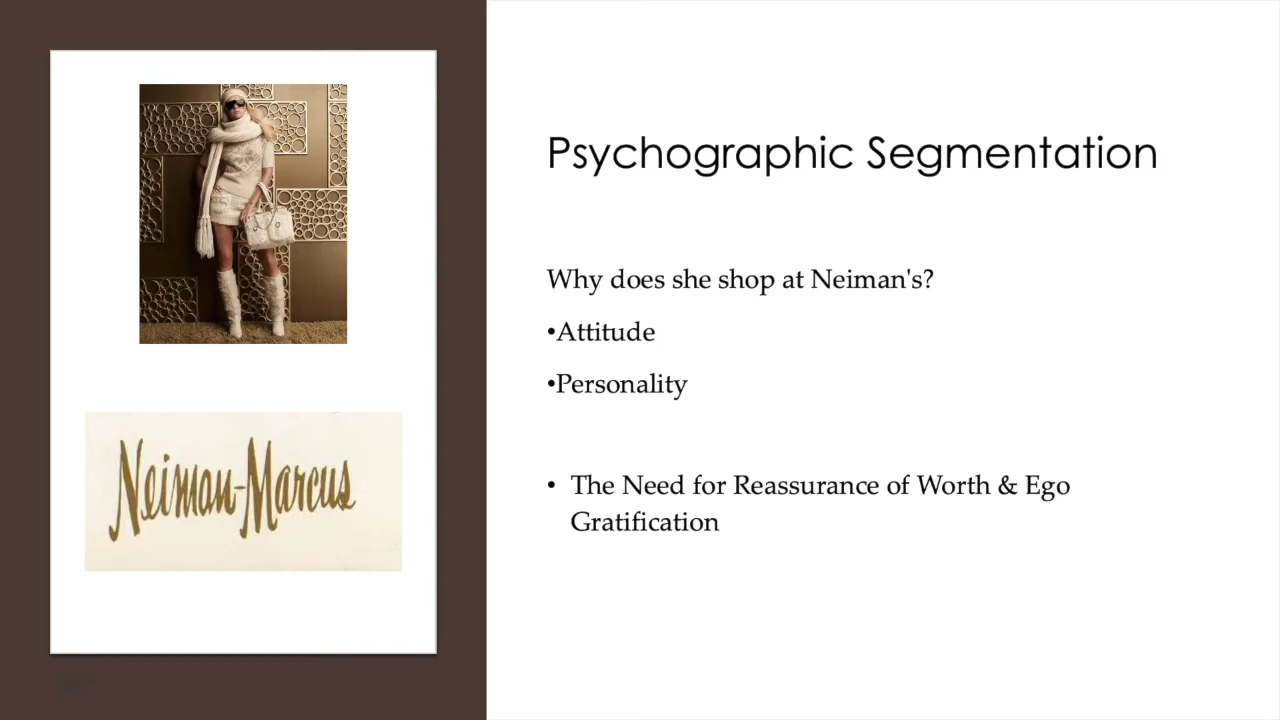 Psychographic Segmentation
Why does she shop at Neiman's?
•Attitude
•Personality
• The Need for Reassurance of Worth & Ego
Gratification
Neiman-Marcus